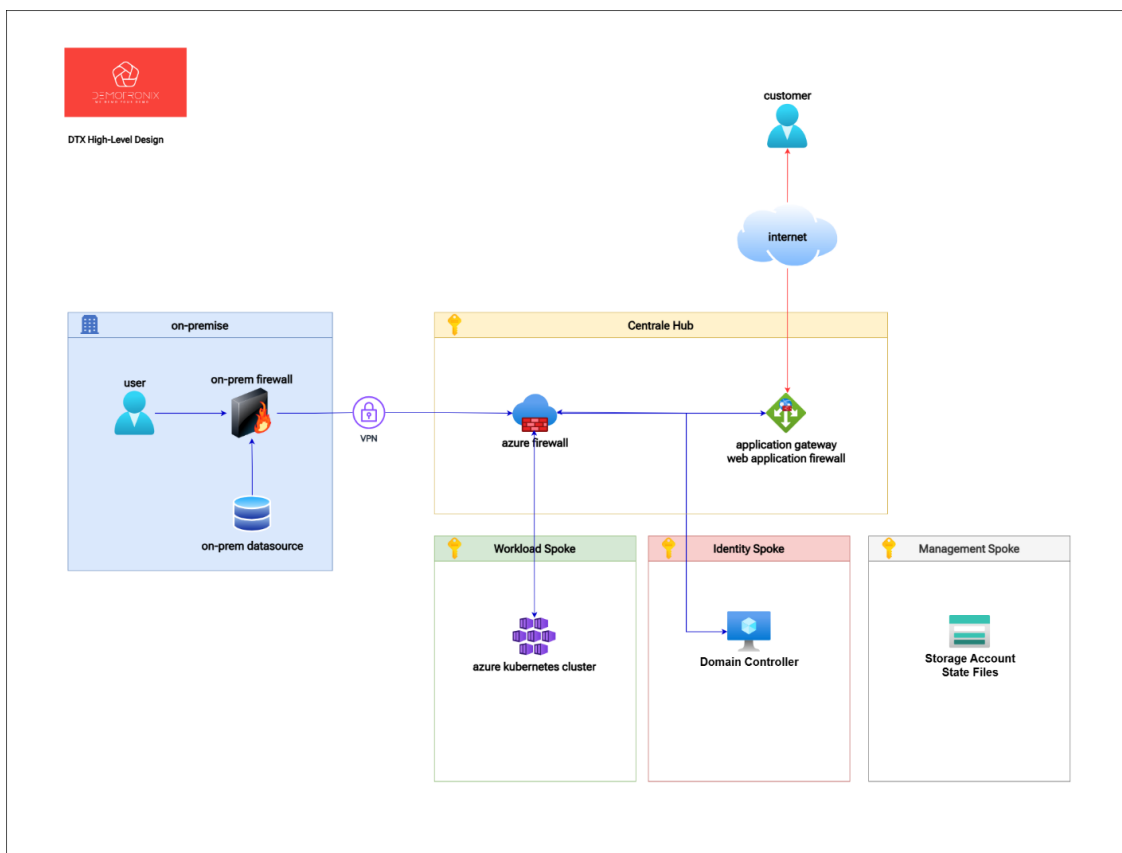 DEMOTRONIX
DTX High-Level Design
customer
internet
on-premise
Centrale Hub
user
on-prem firewall
VPN
azure firewall
application gateway
web application firewall
on-prem datasource
Workload Spoke
Identity Spoke
Management Spoke
azure kubernetes cluster
Domain Controller
Storage Account
State Files